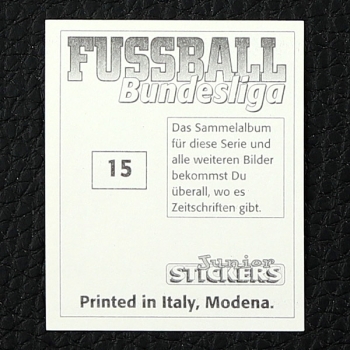 FUSSBALL
Bundesliga
Das Sammelalbum
für diese Serie und
alle weiteren Bilder
bekommst Du
überall, wo es
Zeitschriften gibt.
15
Junior
STICKERS
Printed in Italy, Modena.